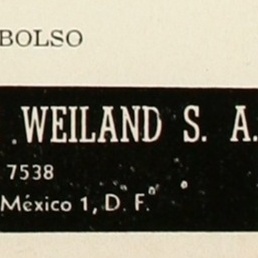 BOLSO
WEILAND S. A.
7538
México 1, D. F.